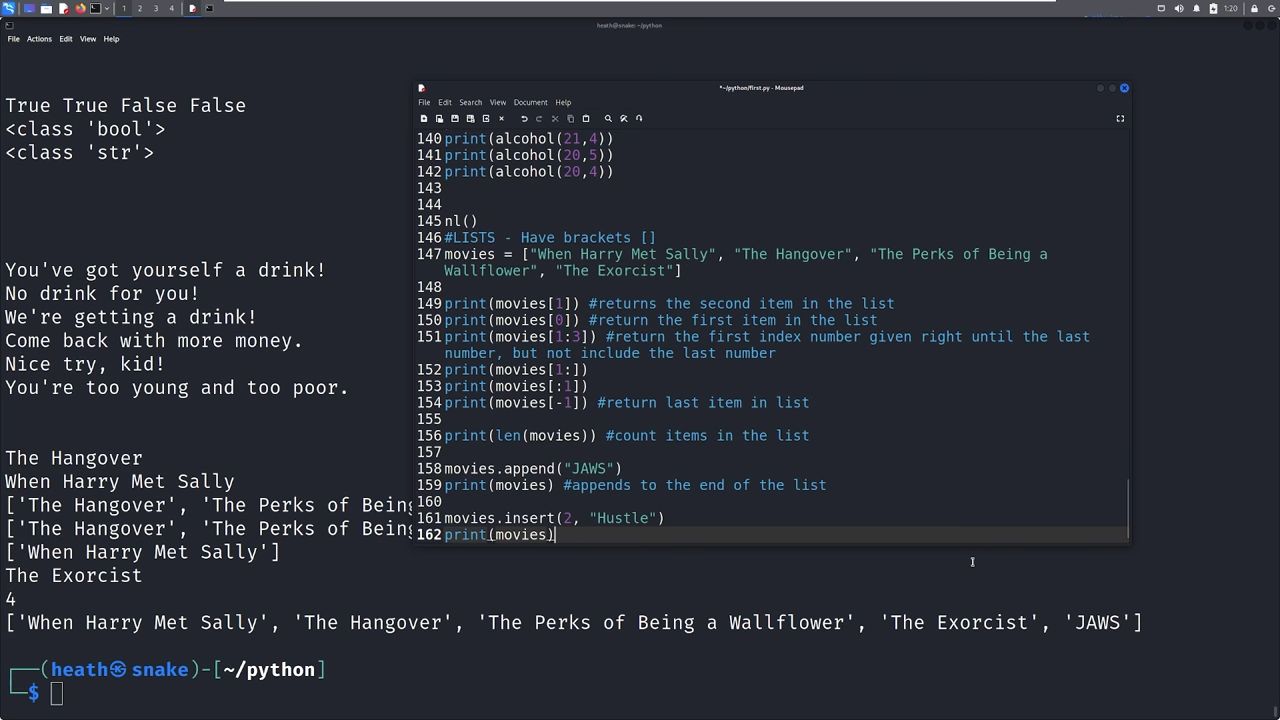 1 2 3 4
1:20
heath@snake: ~/python
File Actions Edit View Help
True True False False
<class 'bool'>
<class 'str'>
You've got yourself a drink!
No drink for you!
We're getting a drink!
Come back with more money.
Nice try, kid!
You're too young and too poor.
The Hangover
When Harry Met Sally
['The Hangover', 'The Perks of Being
['The Hangover', 'The Perks of Being
['When Harry Met Sally']
The Exorcist
4
['When Harry Met Sally', 'The Hangover', 'The Perks of Being a Wallflower', 'The Exorcist', 'JAWS']
(heath snake)-[~/python]
$
*~/python/first.py - Mousepad
File Edit Search View Document Help
140 print(alcohol(21,4))
141 print(alcohol(20,5))
142 print(alcohol(20,4))
143
144
145 nl()
146 #LISTS - Have brackets []
147 movies = ["When Harry Met Sally", "The Hangover", "The Perks of Being a
Wallflower", "The Exorcist"]
148
149 print(movies[1]) #returns the second item in the list
150 print(movies[0]) #return the first item in the list
151 print(movies[1:3]) #return the first index number given right until the last
number, but not include the last number
152 print(movies[1:])
153 print(movies[:1])
154 print(movies[-1]) #return last item in list
155
156 print(len(movies)) #count items in the list
157
158 movies.append("JAWS")
159 print(movies) #appends to the end of the list
160
161 movies.insert(2, "Hustle")
162 print(movies)